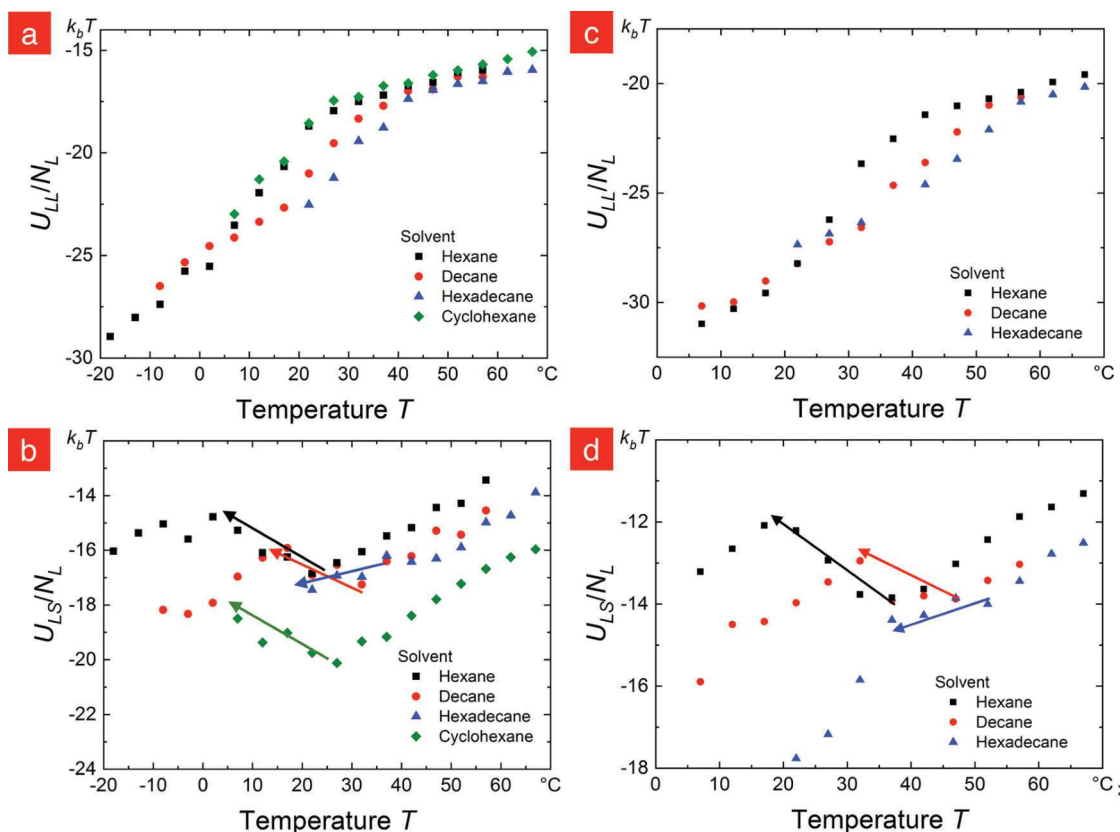 a
k_bT
U_LL/N_L
-15
-20
-25
-30
Solvent
Hexane
Decane
Hexadecane
Cyclohexane
-20 -10 0 10 20 30 40 50 60 °C
Temperature T
c
k_bT
U_LL/N_L
-20
-25
-30
Solvent
Hexane
Decane
Hexadecane
0 10 20 30 40 50 60 °C
Temperature T
b
k_bT
U_LS/N_L
-14
-16
-18
-20
-22
-24
Solvent
Hexane
Decane
Hexadecane
Cyclohexane
-20 -10 0 10 20 30 40 50 60 °C
Temperature T
d
k_bT
U_LS/N_L
-12
-14
-16
-18
Solvent
Hexane
Decane
Hexadecane
0 10 20 30 40 50 60 °C;
Temperature T